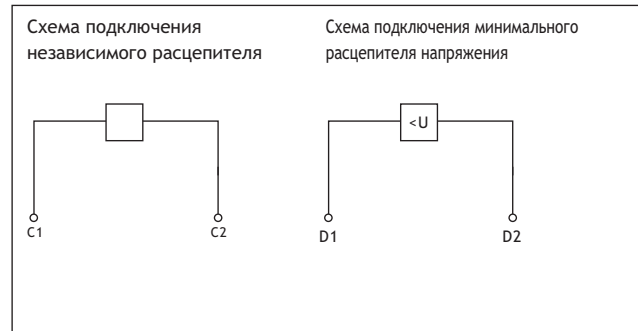 Схема подключения
независимого расцепителя
Схема подключения минимального
расцепителя напряжения
<U
C1
C2
D1
D2